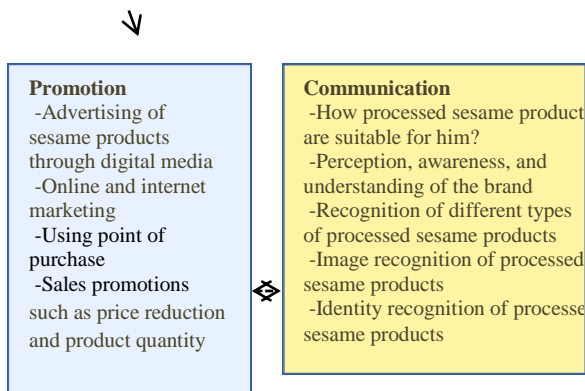 Promotion
-Advertising of
sesame products
through digital media
-Online and internet
marketing
-Using point of
purchase
-Sales promotions
such as price reduction
and product quantity
Communication
-How processed sesame product
are suitable for him?
-Perception, awareness, and
understanding of the brand
-Recognition of different types
of processed sesame products
-Image recognition of processed
sesame products
-Identity recognition of processe
sesame products